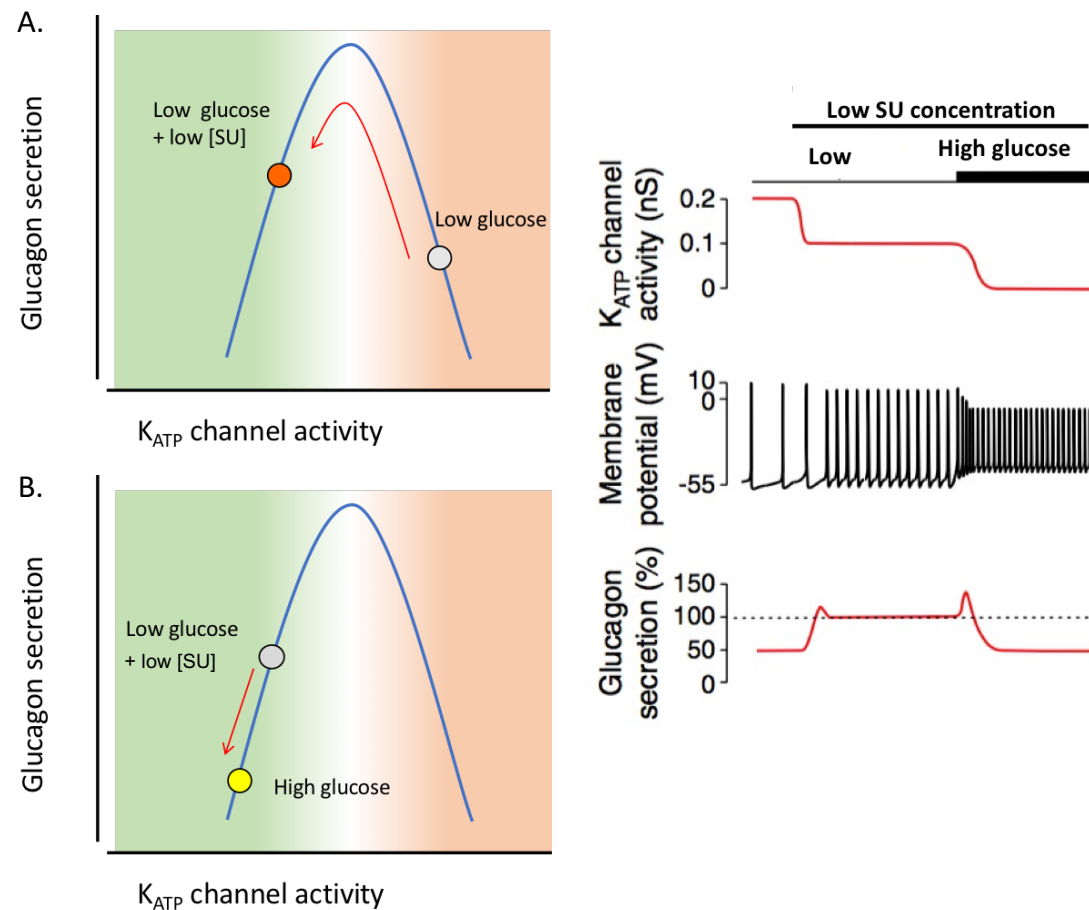 A.
Glucagon secretion
Low glucose
+ low [SU]
Low glucose
KATP channel activity
B.
Glucagon secretion
Low glucose
+ low [SU]
High glucose
KATP channel activity
Low SU concentration
Low
High glucose
KATP channel
activity (nS)
0.2
0.1
0
Membrane
potential (mV)
10
0
-55
Glucagon
secretion (%)
150
100
50
0